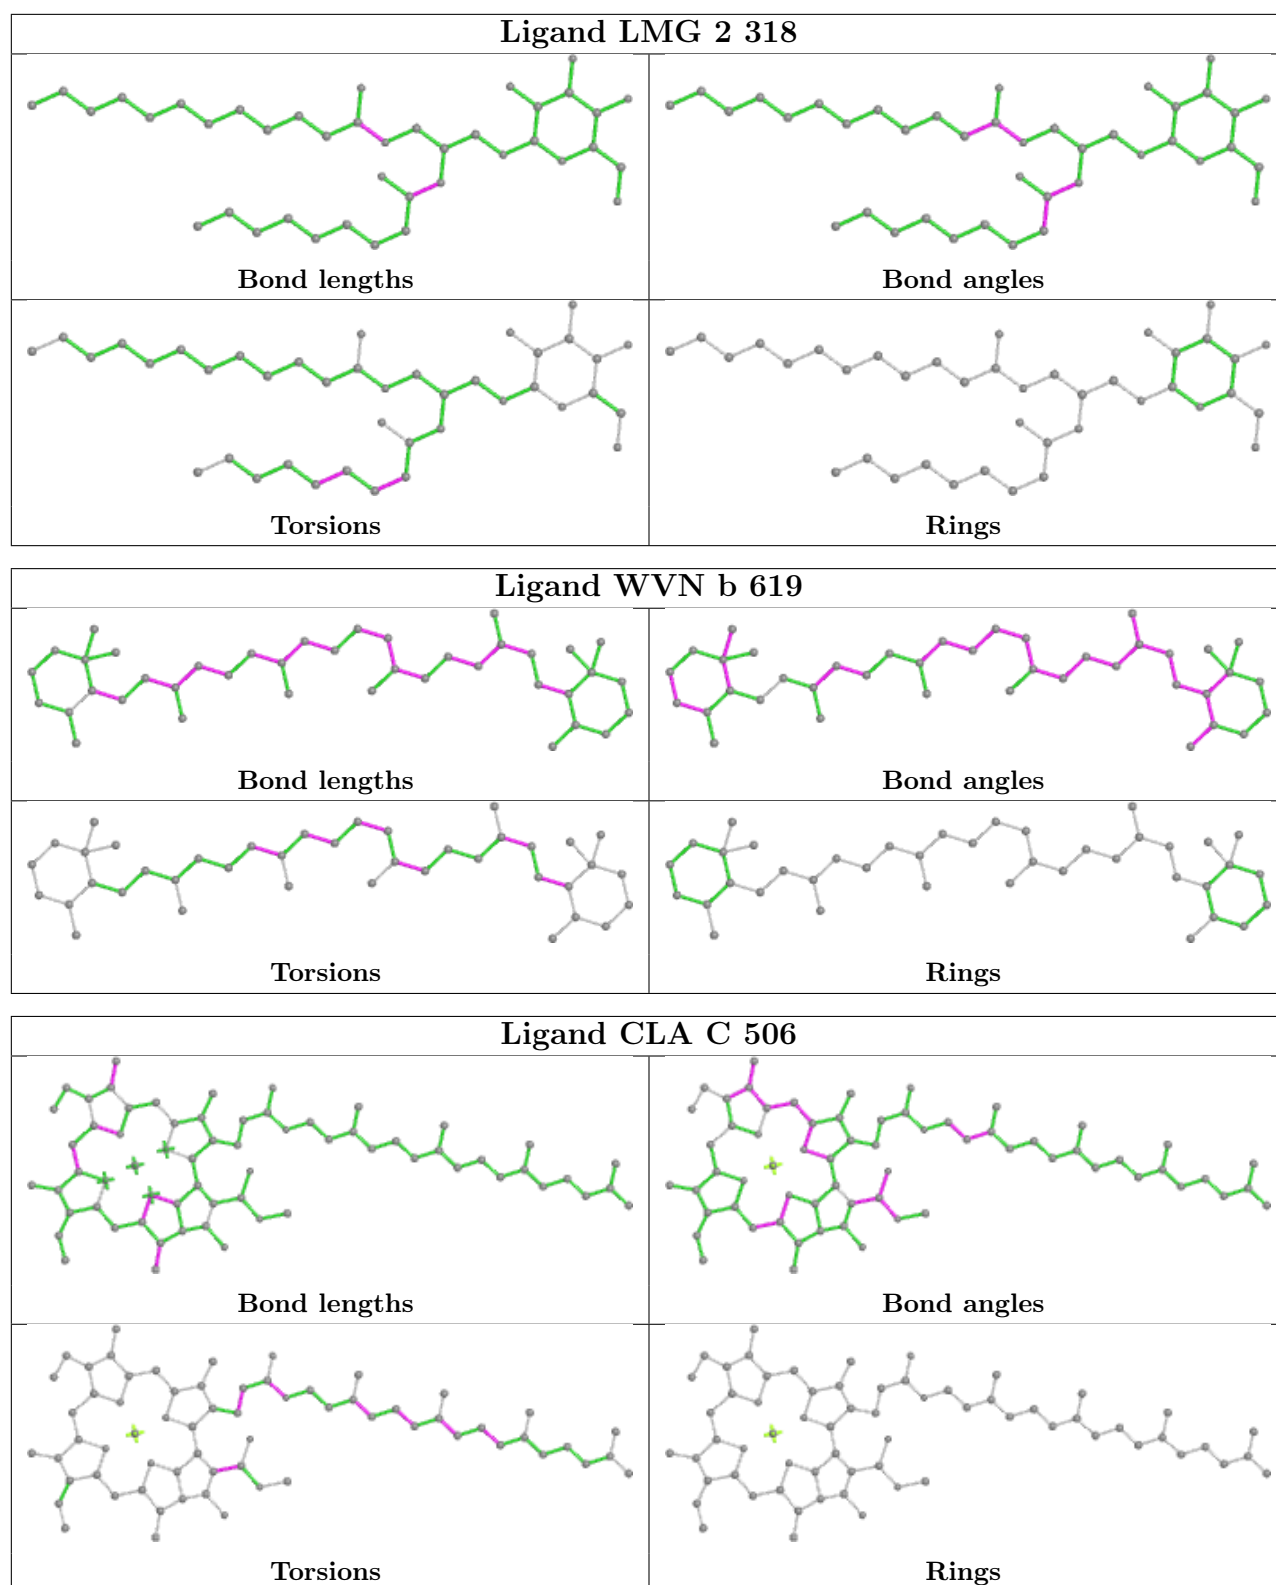 Ligand LMG 2 318
Bond lengths
Bond angles
Torsions
Rings
Ligand WVN b 619
Bond lengths
Bond angles
Torsions
Rings
Ligand CLA C 506
Bond lengths
Bond angles
Torsions
Rings